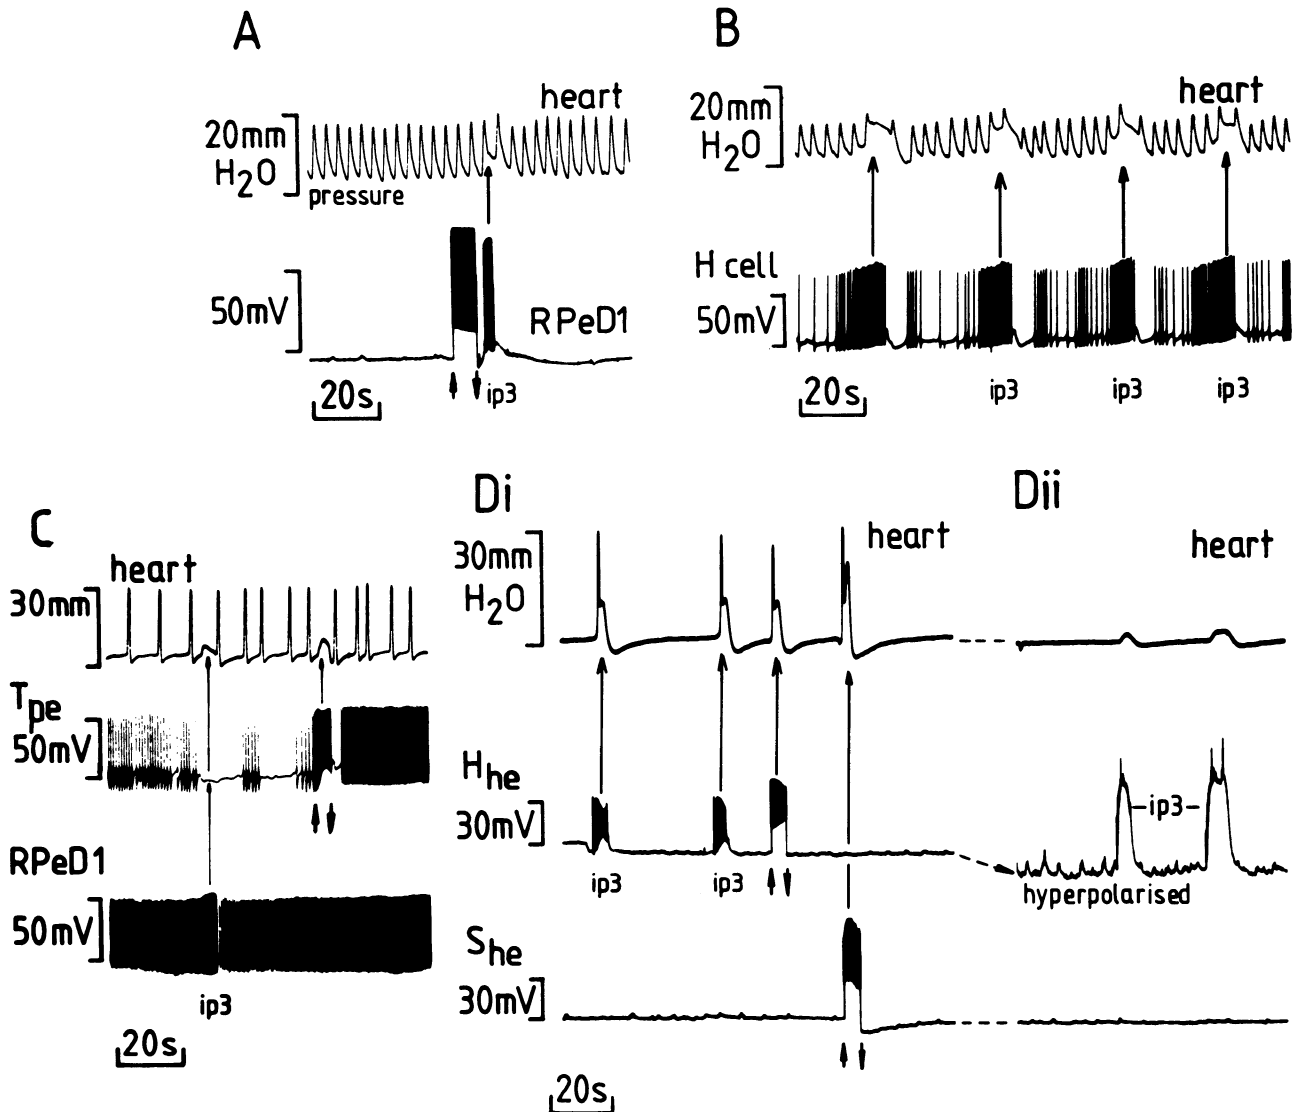 A
heart
20mm
H2O
pressure
50mV
RPeD1
20s
ip3
B
heart
20mm
H2O
H cell
50mV
20s
ip3
ip3
ip3
C
heart
30mm
Tpe
50mV
RPeD1
50mV
ip3
20s
Di
Dii
heart
heart
30mm
H2O
Hhe
30mV
ip3
ip3
ip3
hyperpolarised
She
30mV
20s